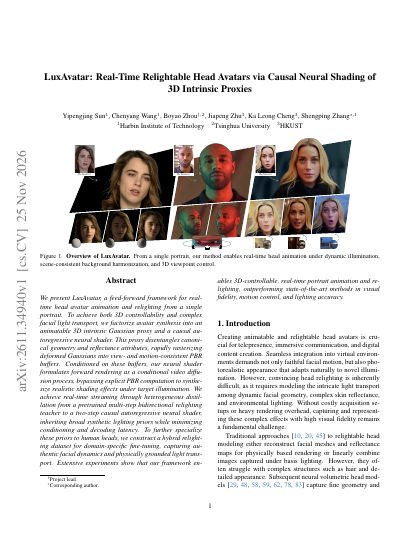 LuxAvatar: Real-Time Relightable Head Avatars via Causal Neural Shading of
3D Intrinsic Proxies
Yipengjing Sun¹, Chenyang Wang¹, Boyao Zhou¹,², Jiapeng Zhu³, Ka Leong Cheng³, Shengping Zhang*,¹
¹Harbin Institute of Technology ²Tsinghua University ³HKUST
arXiv:2611.34940v1 [cs.CV] 25 Nov 2026
Figure 1 Overview of LuxAvatar. From a single portrait, our method enables real-time head animation under dynamic illumination,
scene-consistent background harmonization, and 3D viewpoint control.
Abstract
We present LuxAvatar, a feed-forward framework for real-
time head avatar animation and relighting from a single
portrait. To achieve both 3D controllability and complex
facial light transport, we factorize avatar synthesis into an
animatable 3D intrinsic Gaussian proxy and a causal au-
toregressive neural shader. This proxy disentangles canoni-
cal geometry and reflectance attributes, rapidly rasterizing
deformed Gaussians into view- and motion-consistent PBR
buffers. Conditioned on these buffers, our neural shader
formulates forward rendering as a conditional video diffu-
sion process, bypassing explicit PBR computation to synthe-
size realistic shading effects under target illumination. We
achieve real-time streaming through heterogeneous distil-
lation from a pretrained multi-step bidirectional relighting
teacher to a two-step causal autoregressive neural shader,
inheriting broad synthetic lighting priors while minimizing
conditioning and decoding latency. To further specialize
these priors to human heads, we construct a hybrid relight-
ing dataset for domain-specific fine-tuning, capturing au-
thentic facial dynamics and physically grounded light trans-
port. Extensive experiments show that our framework en-
¹Project lead.
*Corresponding author.
ables 3D-controllable, real-time portrait animation and re-
lighting, outperforming state-of-the-art methods in visual
fidelity, motion control, and lighting accuracy.
1. Introduction
Creating animatable and relightable head avatars is cru-
cial for telepresence, immersive communication, and digital
content creation. Seamless integration into virtual environ-
ments demands not only faithful facial motion, but also pho-
torealistic appearance that adapts naturally to novel illumi-
nation. However, convincing head relighting is inherently
difficult, as it requires modeling the intricate light transport
among dynamic facial geometry, complex skin reflectance,
and environmental lighting. Without costly acquisition set-
ups or heavy rendering overhead, capturing and represent-
ing these complex effects with high visual fidelity remains
a fundamental challenge.
Traditional approaches [10, 20, 45] to relightable head
modeling either reconstruct facial meshes and reflectance
maps for physically based rendering or linearly combine
images captured under basis lighting. However, they of-
ten struggle with complex structures such as hair and de-
tailed appearance. Subsequent neural volumetric head mod-
els [29, 48, 58, 59, 62, 78, 83] capture fine geometry and
1